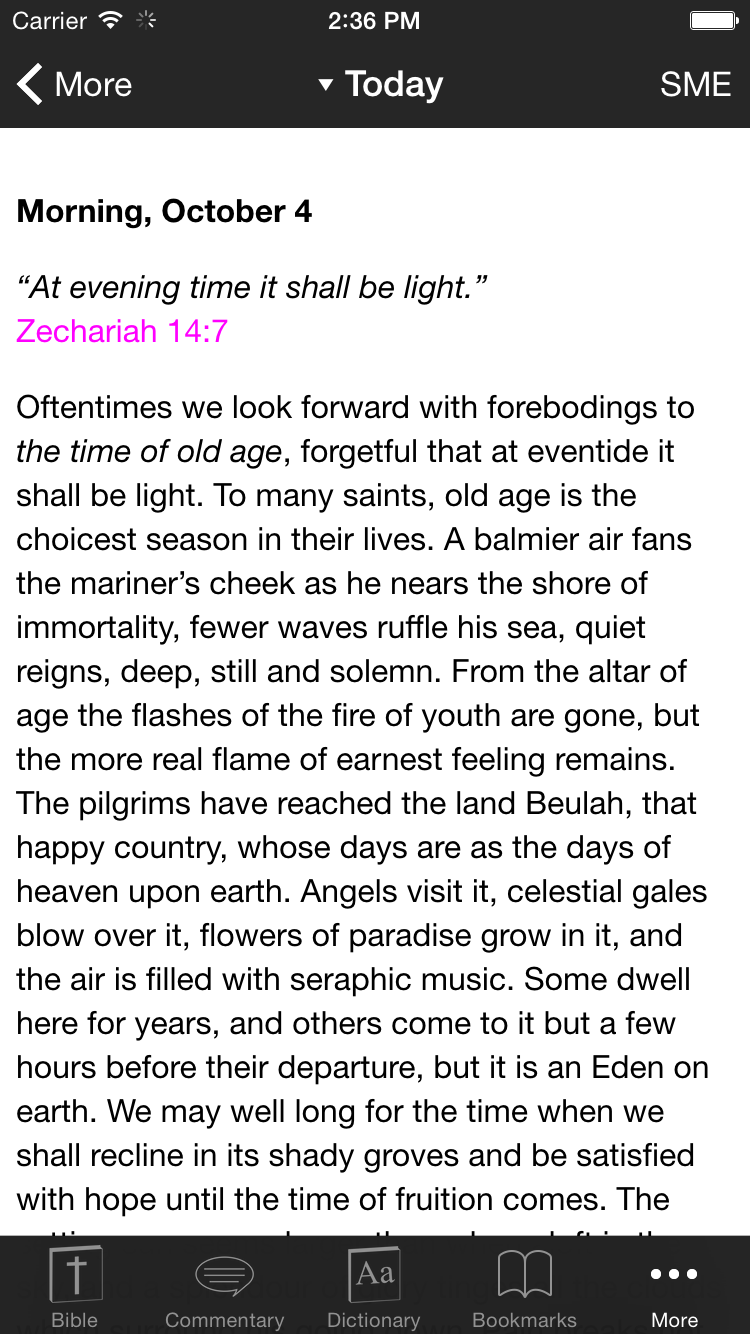 Carrier 2:36 PM
More ▼ Today SME
Morning, October 4
“At evening time it shall be light.”
Zechariah 14:7
Oftentimes we look forward with forebodings to
the time of old age, forgetful that at eventide it
shall be light. To many saints, old age is the
choicest season in their lives. A balmier air fans
the mariner’s cheek as he nears the shore of
immortality, fewer waves ruffle his sea, quiet
reigns, deep, still and solemn. From the altar of
age the flashes of the fire of youth are gone, but
the more real flame of earnest feeling remains.
The pilgrims have reached the land Beulah, that
happy country, whose days are as the days of
heaven upon earth. Angels visit it, celestial gales
blow over it, flowers of paradise grow in it, and
the air is filled with seraphic music. Some dwell
here for years, and others come to it but a few
hours before their departure, but it is an Eden on
earth. We may well long for the time when we
shall recline in its shady groves and be satisfied
with hope until the time of fruition comes. The
Aa
Bible Commentary Dictionary Bookmarks More